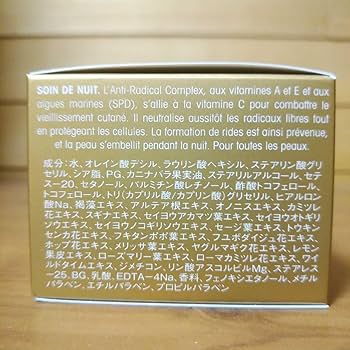 SOIN DE NUIT. L'Anti-Radical Complex, aux vitamines A et E et aux
algues marines (SPD), s'allie à la vitamine C pour combattre le
vieillissement cutané. Il neutralise aussitôt les radicaux libres tout
en protégeant les cellules. La formation de rides est ainsi prévenue,
et la peau s'embellit pendant la nuit. Pour toutes les peaux.
成分：水、オレイン酸デシル、ラウリン酸ヘキシル、ステアリン酸グリ
セリル、シア脂、PG、カニナバラ果実油、ステアリルアルコール、セテ
ス-20、セタノール、パルミチン酸レチノール、酢酸トコフェロール、
トコフェロール、トリ(カプリル酸/カプリン酸)グリセリル、ヒアルロン
酸Na、褐藻エキス、アルテア根エキス、オノニスエキス、カミツレ
花エキス、スギナエキス、セイヨウアカマツ葉エキス、セイヨウオトギリ
ソウエキス、セイヨウノコギリソウエキス、セージ葉エキス、トウキン
センカ花エキス、フキタンポポ葉エキス、フユボダイジュ花エキス、
ホップ花エキス、メリッサ葉エキス、ヤグルマギク花エキス、レモン
果皮エキス、ローズマリー葉エキス、ローマカミツレ花エキス、ワイ
ルドタイムエキス、ジメチコン、リン酸アスコルビルMg、ステアレス
-25、BG、乳酸、EDTA-4Na、香料、フェノキシエタノール、メチル
パラベン、エチルパラベン、プロピルパラベン